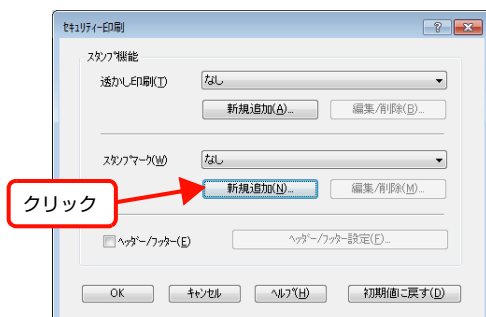 セキュリティー印刷
スタンプ機能
透かし印刷(T)
なし
新規追加(A)...
編集/削除(B)...
スタンプマーク(W)
なし
新規追加(N)...
編集/削除(M)...
クリック
ヘッダー/フッター(E)
ヘッダー/フッター設定(F)...
OK
キャンセル
ヘルプ(H)
初期値に戻す(D)